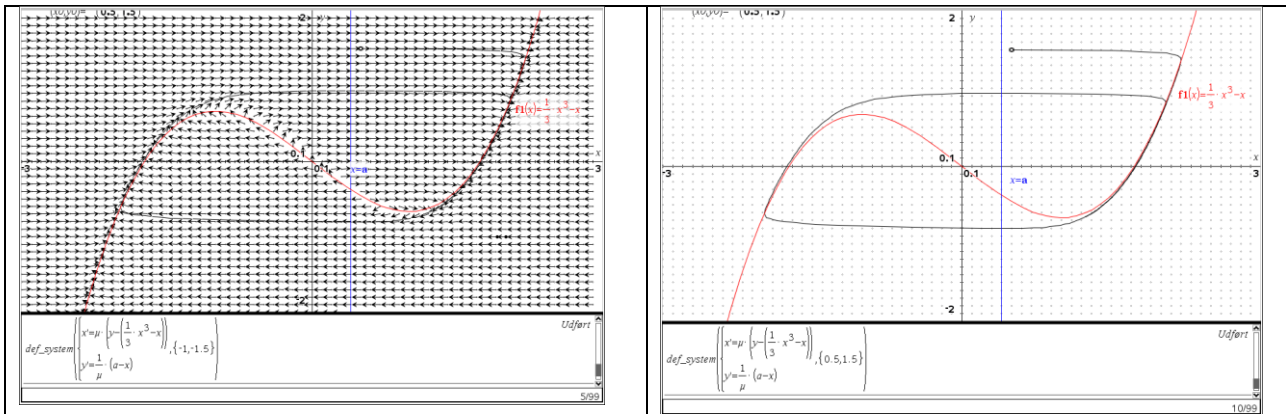 (x0,y0)= (0.5,1.5)
2 y
f1(x)=1/3·x^3-x
0.1
x
-3 0.1 3
x=a
-2
def_system({x'=μ·(y-(1/3·x^3-x)) y'=1/μ·(a-x)},{-1,-1.5})
Udført
5/99
(x0,y0)= (0.5,1.5)
2 y
f1(x)=1/3·x^3-x
0.1
x
-3 0.1 3
x=a
-2
def_system({x'=μ·(y-(1/3·x^3-x)) y'=1/μ·(a-x)},{0.5,1.5})
Udført
10/99